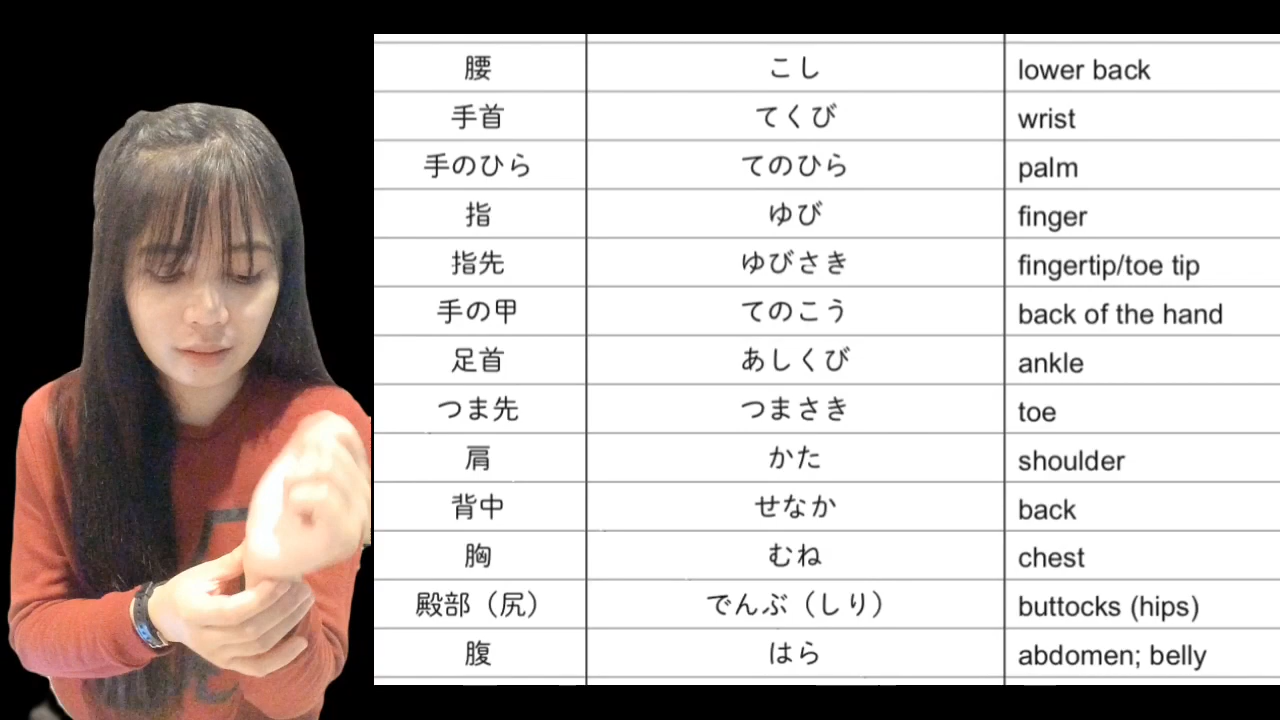 腰 こし lower back
手首 てくび wrist
手のひら てのひら palm
指 ゆび finger
指先 ゆびさき fingertip/toe tip
手の甲 てのこう back of the hand
足首 あしくび ankle
つま先 つまさき toe
肩 かた shoulder
背中 せなか back
胸 むね chest
殿部（尻） でんぶ（しり） buttocks (hips)
腹 はら abdomen; belly